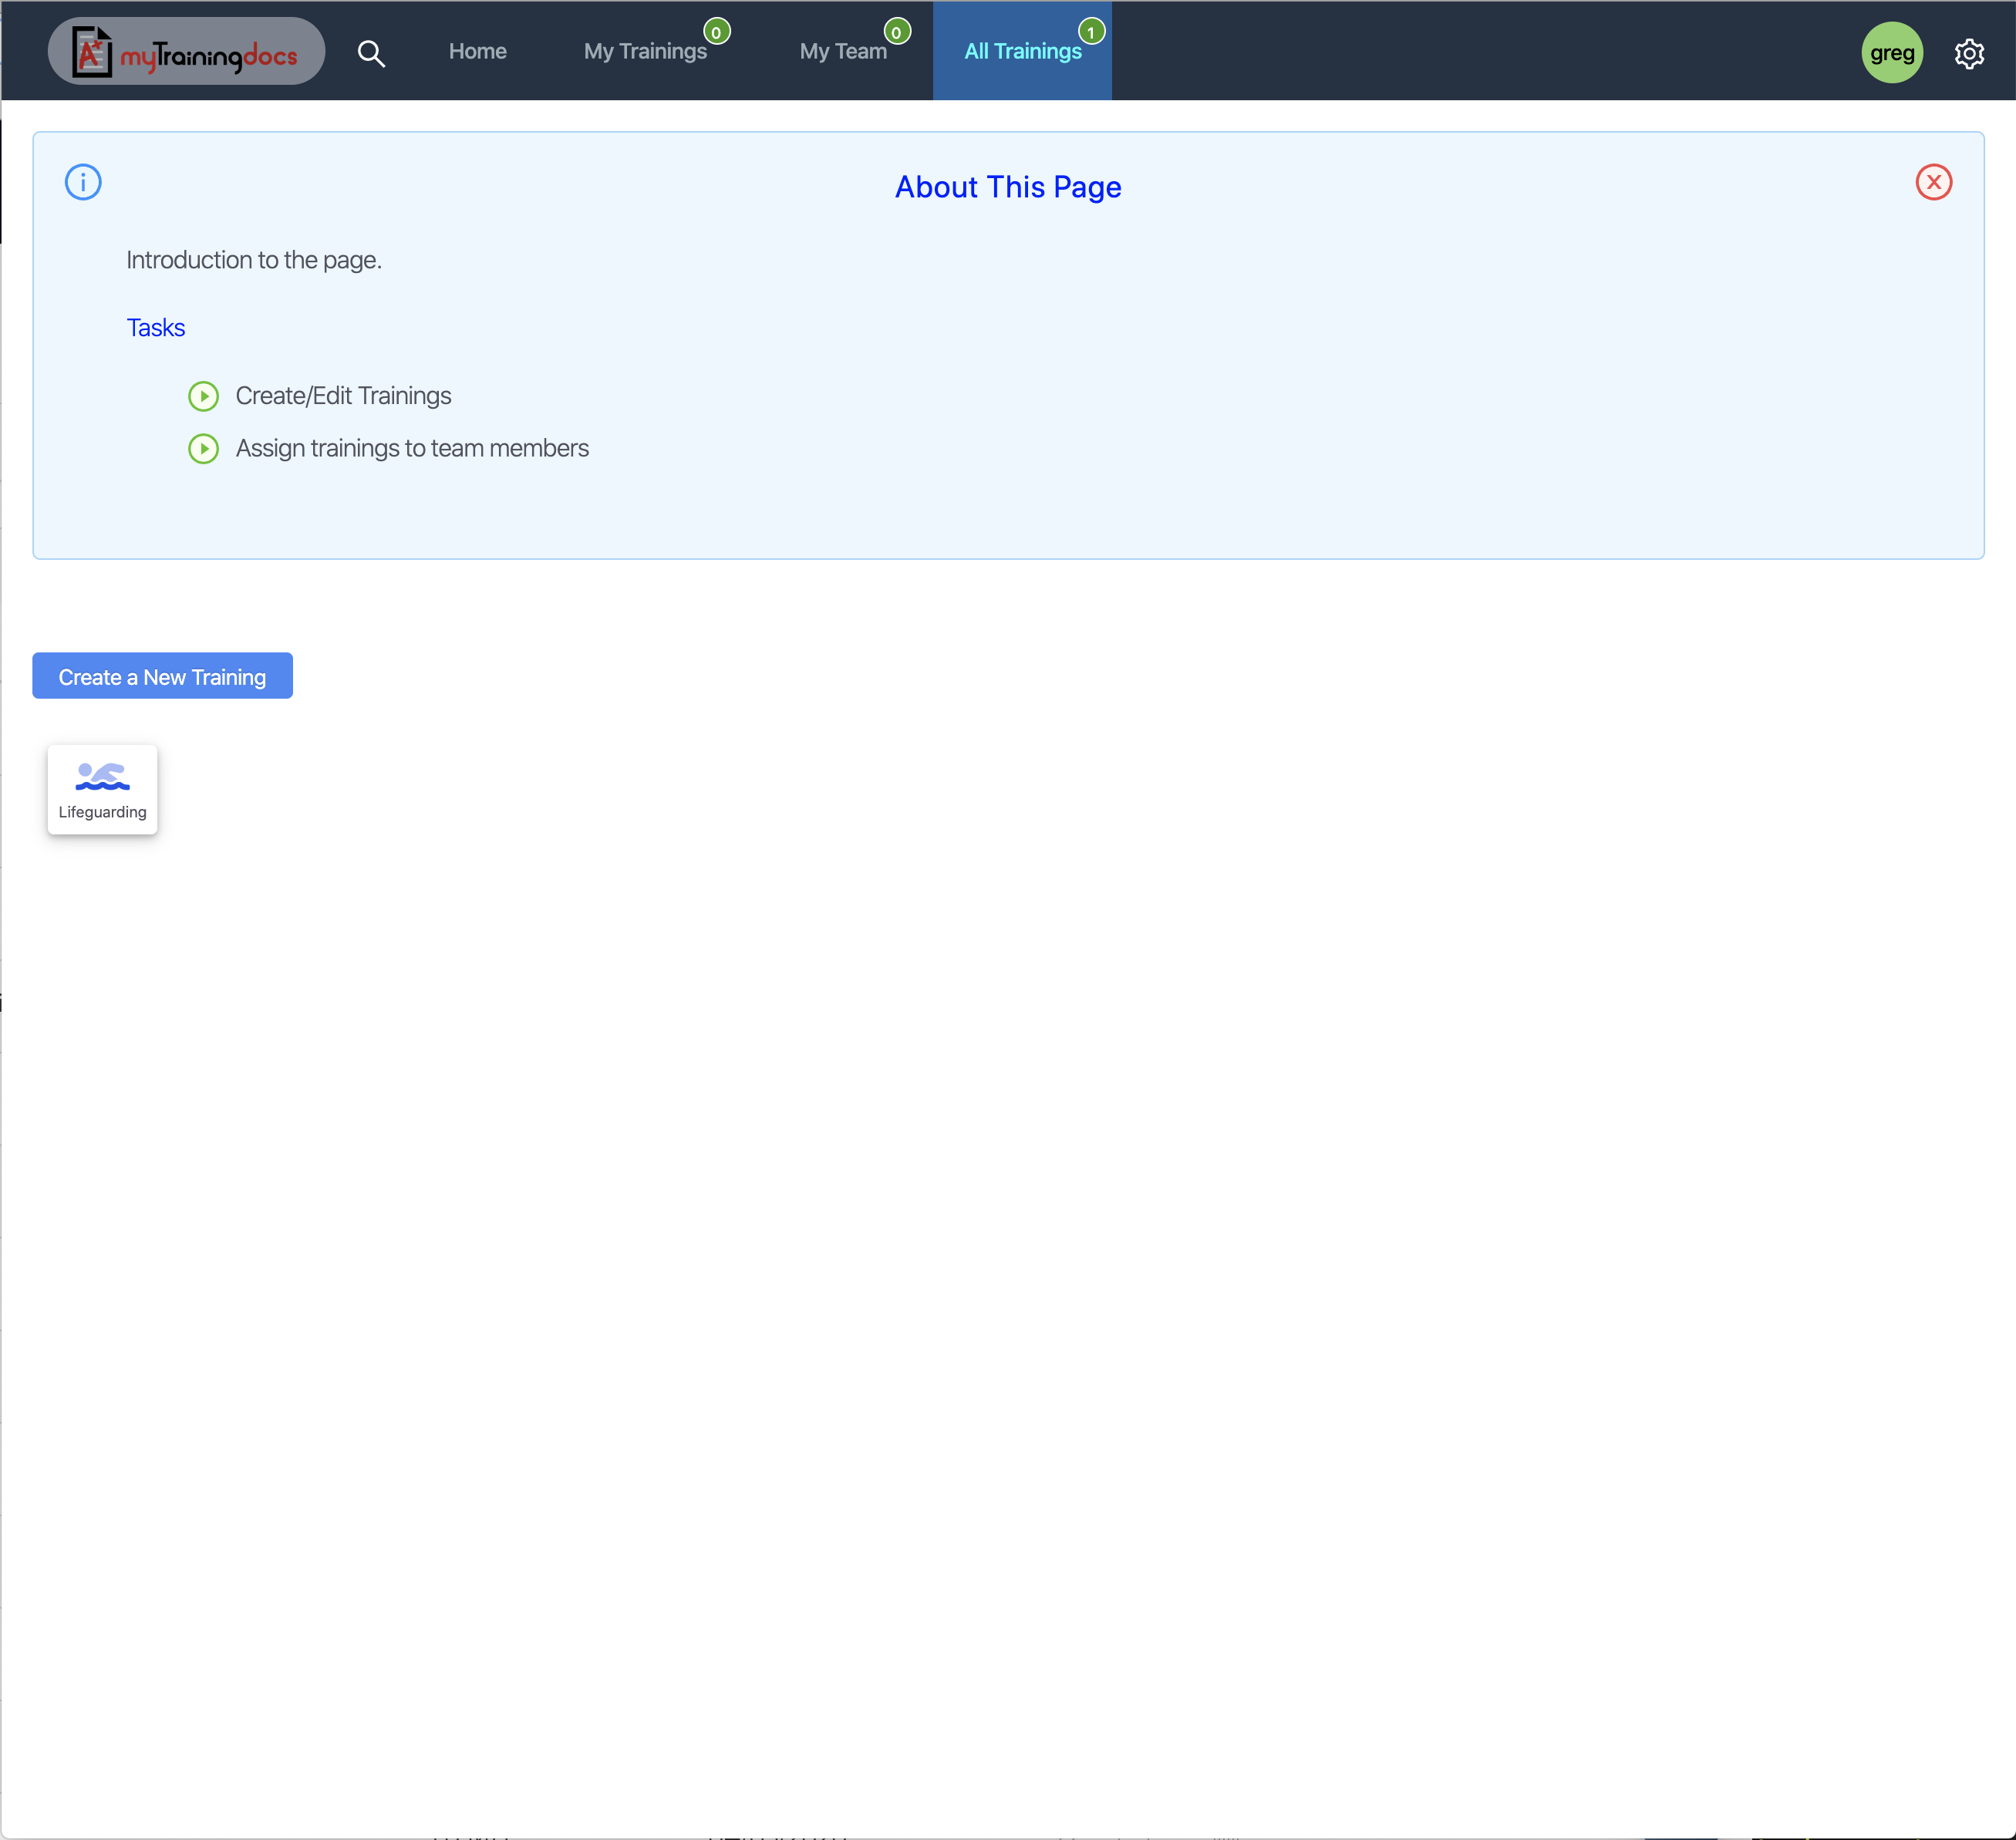 myTrainingdocs
Home
My Trainings 0
My Team 0
All Trainings 1
greg
About This Page
Introduction to the page.
Tasks
Create/Edit Trainings
Assign trainings to team members
Create a New Training
Lifeguarding